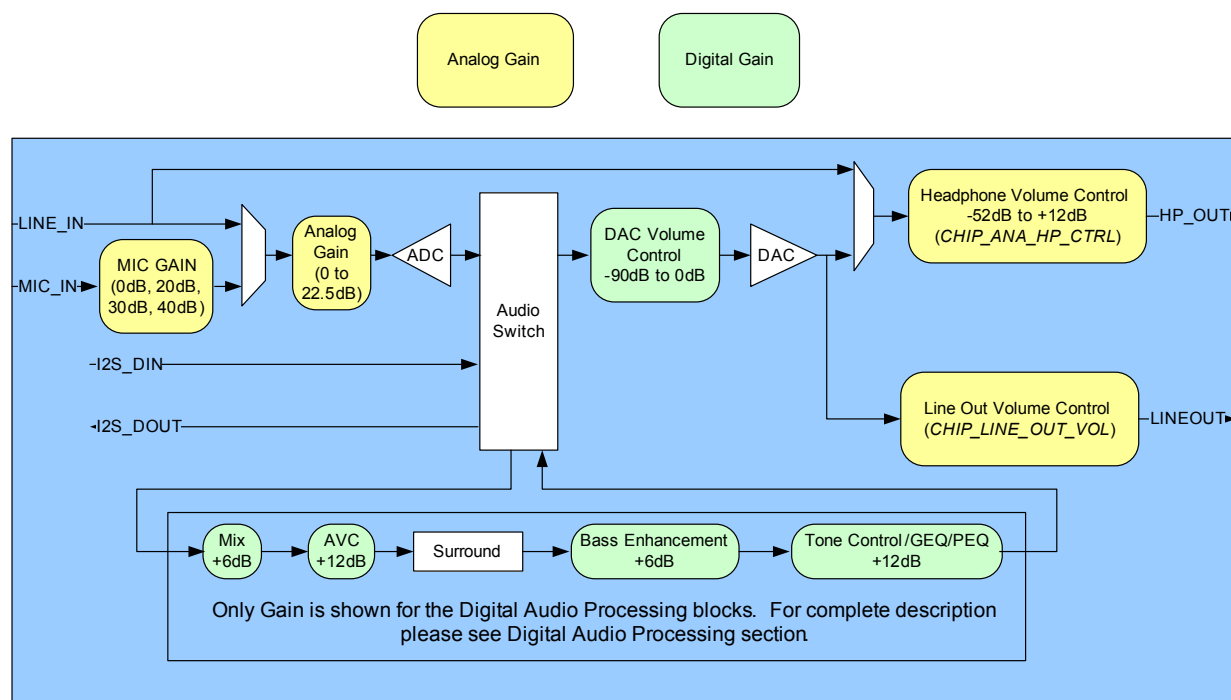 Analog Gain
Digital Gain
LINE_IN
MIC_IN
MIC GAIN
(0dB, 20dB,
30dB, 40dB)
Analog
Gain
(0 to
22.5dB)
ADC
Audio
Switch
DAC Volume
Control
-90dB to 0dB
DAC
Headphone Volume Control
-52dB to +12dB
(CHIP_ANA_HP_CTRL)
HP_OUT
I2S_DIN
I2S_DOUT
Line Out Volume Control
(CHIP_LINE_OUT_VOL)
LINEOUT
Mix
+6dB
AVC
+12dB
Surround
Bass Enhancement
+6dB
Tone Control/GEQ/PEQ
+12dB
Only Gain is shown for the Digital Audio Processing blocks. For complete description
please see Digital Audio Processing section.